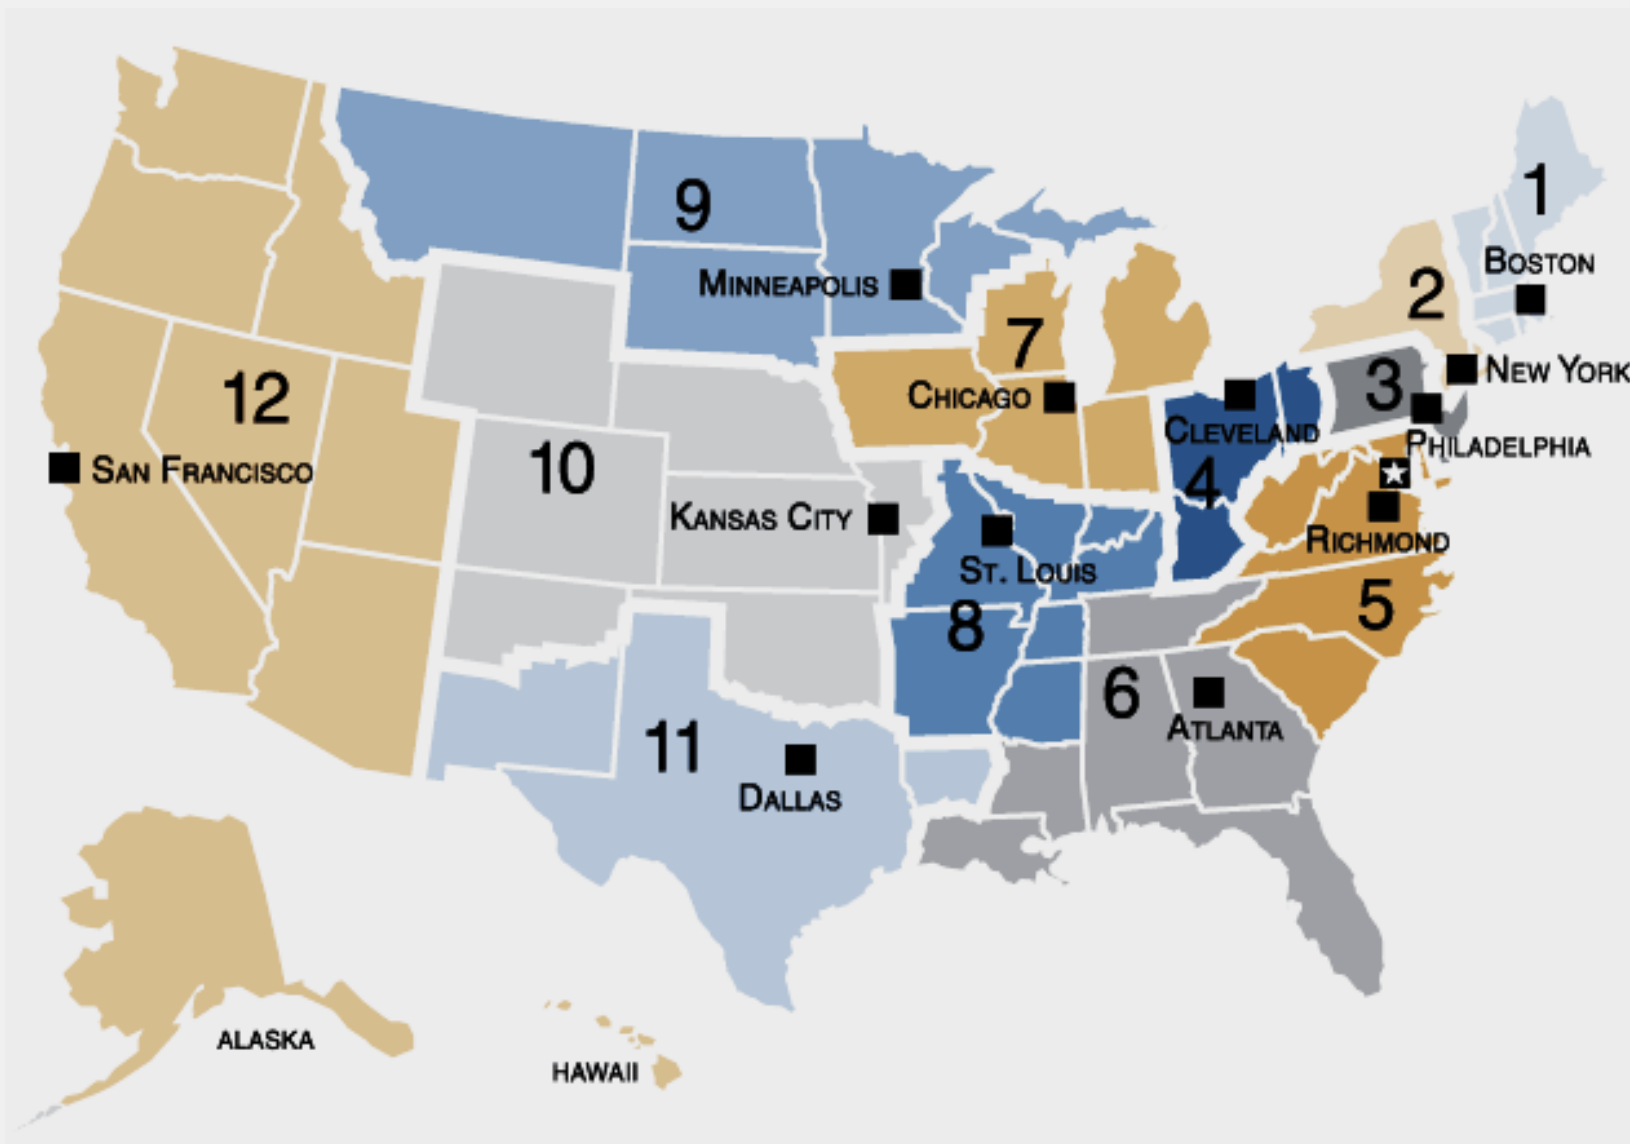 1
9
BOSTON
MINNEAPOLIS
2
7
12
3
NEW YORK
CHICAGO
CLEVELAND
PHILADELPHIA
SAN FRANCISCO
10
4
KANSAS CITY
RICHMOND
ST. LOUIS
5
8
6
11
ATLANTA
DALLAS
ALASKA
HAWAII